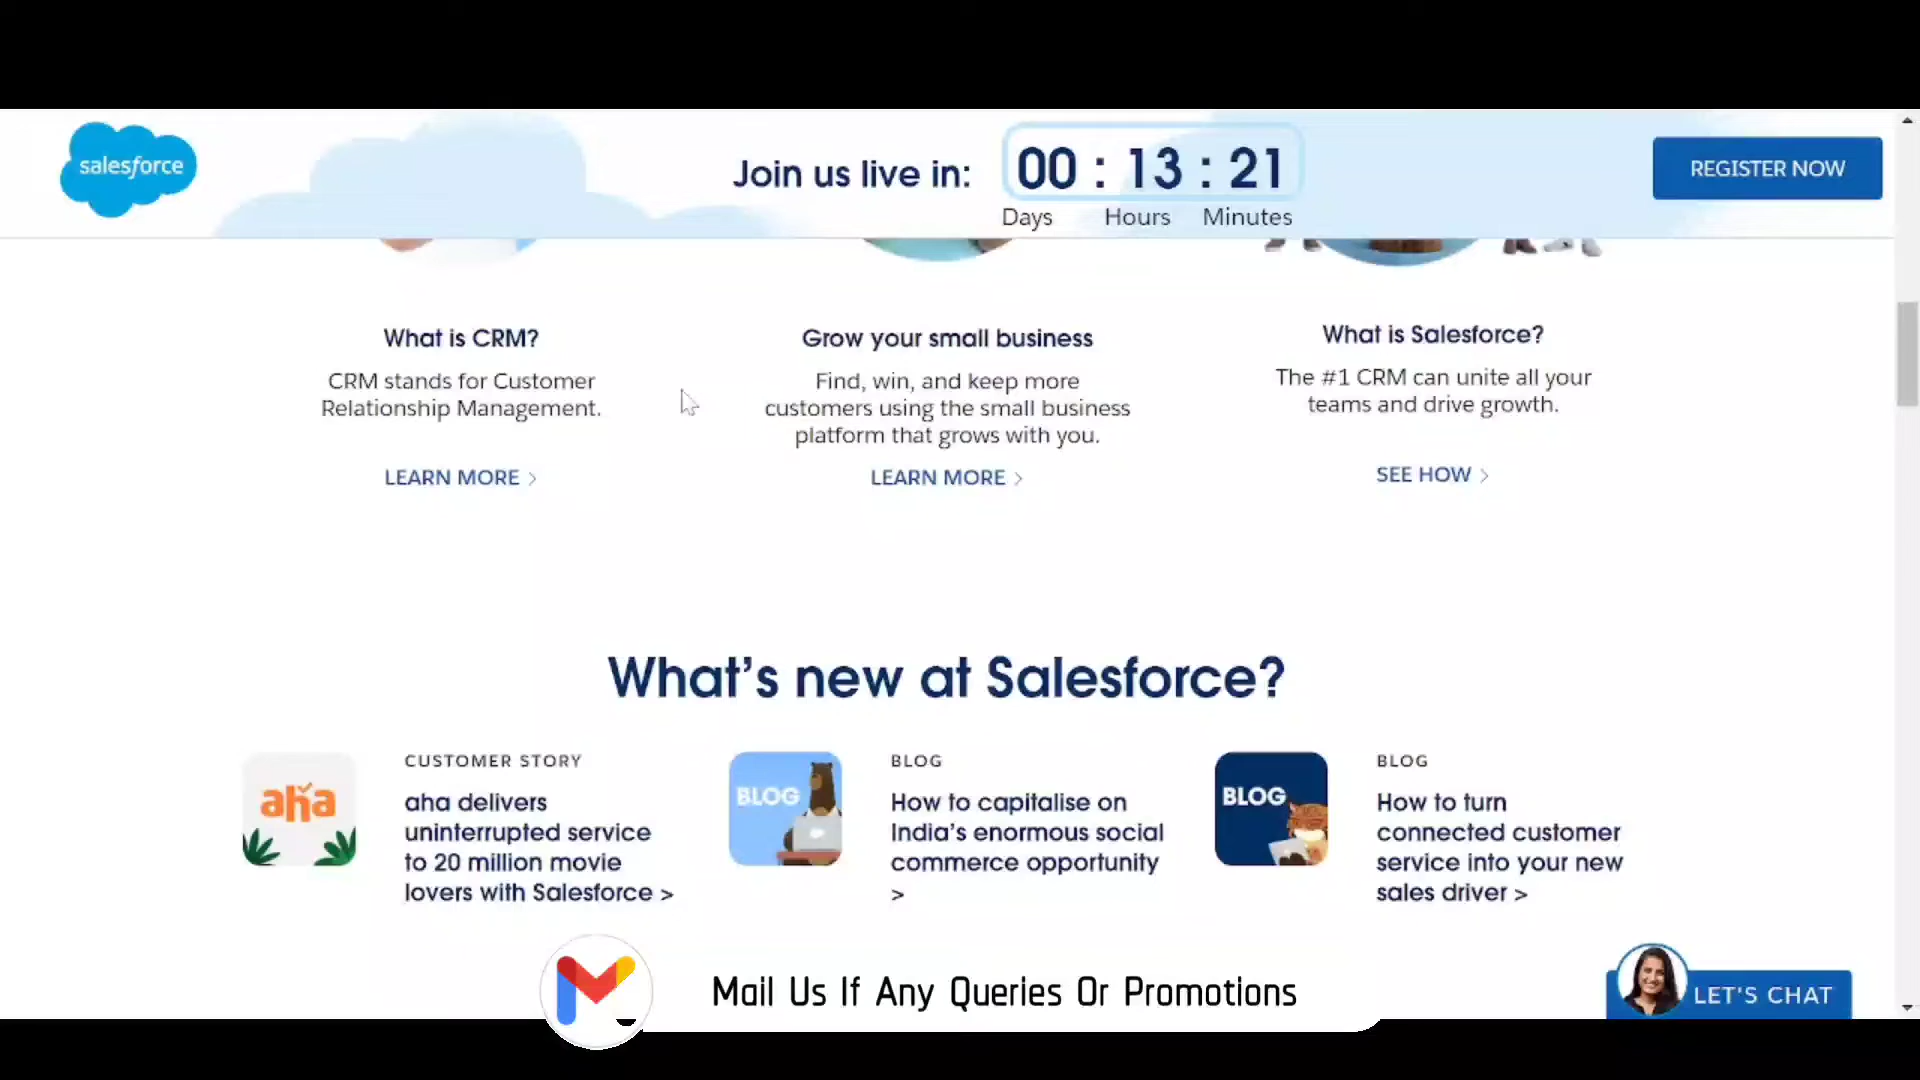 salesforce
Join us live in:
00 : 13 : 21
Days Hours Minutes
REGISTER NOW
What is CRM?
CRM stands for Customer
Relationship Management.
LEARN MORE >
Grow your small business
Find, win, and keep more
customers using the small business
platform that grows with you.
LEARN MORE >
What is Salesforce?
The #1 CRM can unite all your
teams and drive growth.
SEE HOW >
What's new at Salesforce?
aha
CUSTOMER STORY
aha delivers
uninterrupted service
to 20 million movie
lovers with Salesforce >
BLOG
BLOG
How to capitalise on
India's enormous social
commerce opportunity
>
BLOG
BLOG
How to turn
connected customer
service into your new
sales driver >
Mail Us If Any Queries Or Promotions
LET'S CHAT